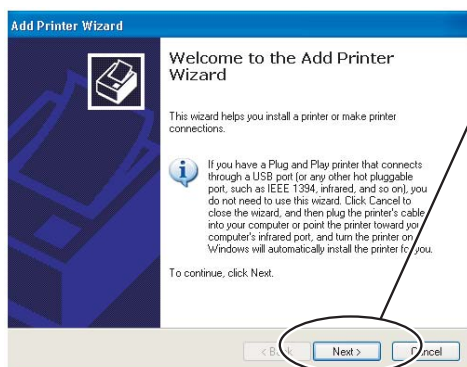 Add Printer Wizard
Welcome to the Add Printer
Wizard
This wizard helps you install a printer or make printer
connections.
If you have a Plug and Play printer that connects
through a USB port (or any other hot pluggable
port, such as IEEE 1394, infrared, and so on), you
do not need to use this wizard. Click Cancel to
close the wizard, and then plug the printer's cable
into your computer or point the printer toward your
computer's infrared port, and turn the printer on.
Windows will automatically install the printer for you.
To continue, click Next.
< Back
Next >
Cancel